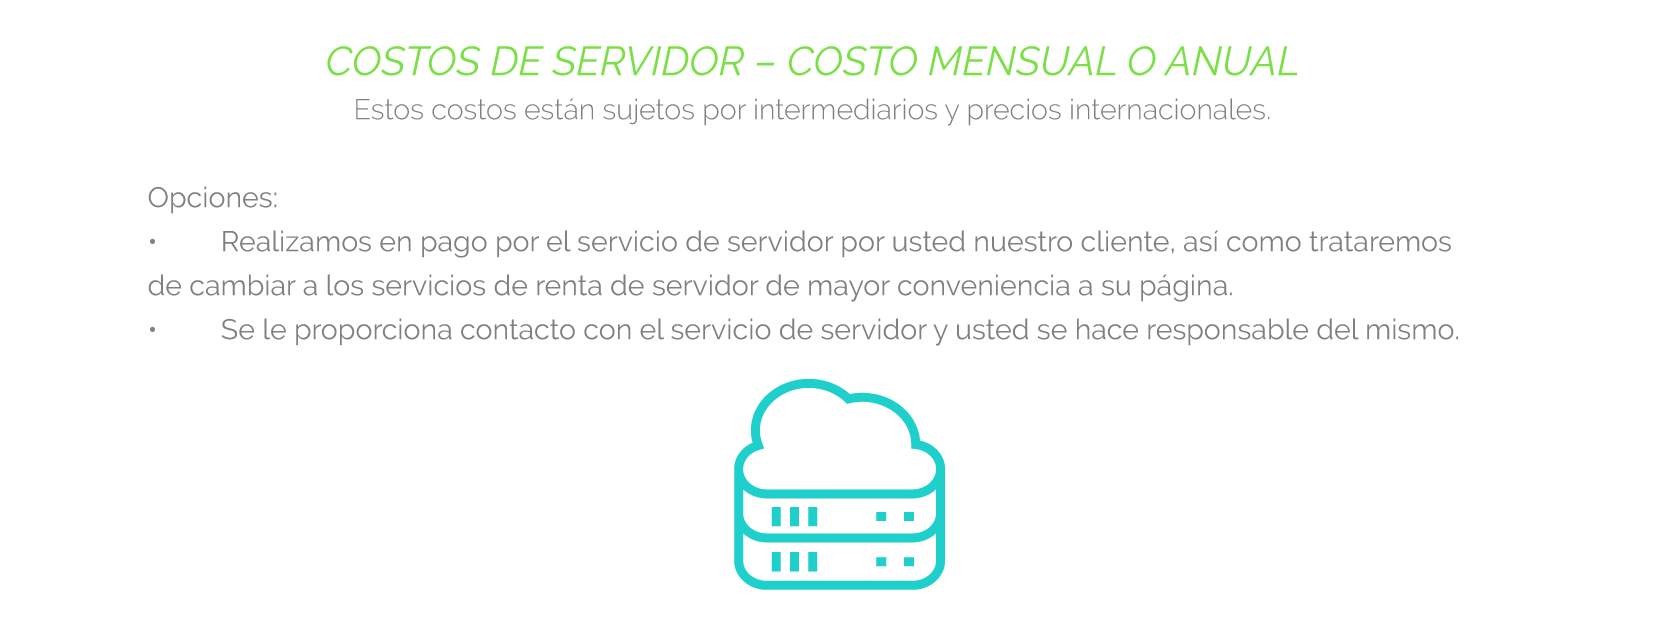 COSTOS DE SERVIDOR – COSTO MENSUAL O ANUAL
Estos costos están sujetos por intermediarios y precios internacionales.
Opciones:
• Realizamos en pago por el servicio de servidor por usted nuestro cliente, así como trataremos
de cambiar a los servicios de renta de servidor de mayor conveniencia a su página.
• Se le proporciona contacto con el servicio de servidor y usted se hace responsable del mismo.